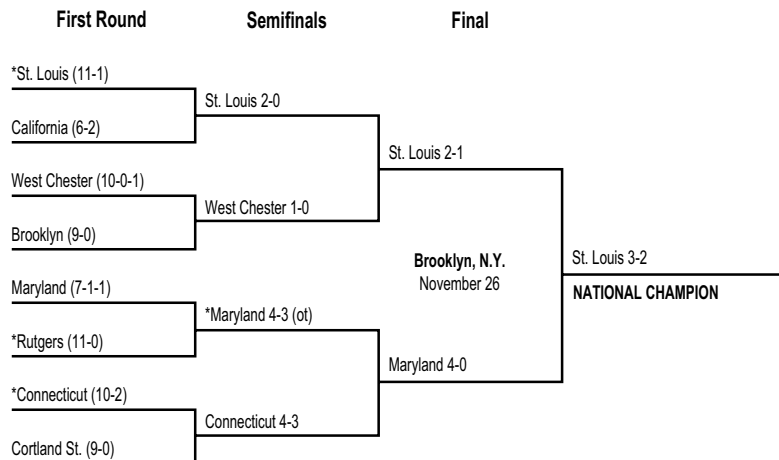 First Round
Semifinals
Final
*St. Louis (11-1)
St. Louis 2-0
California (6-2)
St. Louis 2-1
West Chester (10-0-1)
West Chester 1-0
Brooklyn (9-0)
Brooklyn, N.Y.
November 26
St. Louis 3-2
NATIONAL CHAMPION
Maryland (7-1-1)
*Maryland 4-3 (ot)
*Rutgers (11-0)
Maryland 4-0
*Connecticut (10-2)
Connecticut 4-3
Cortland St. (9-0)